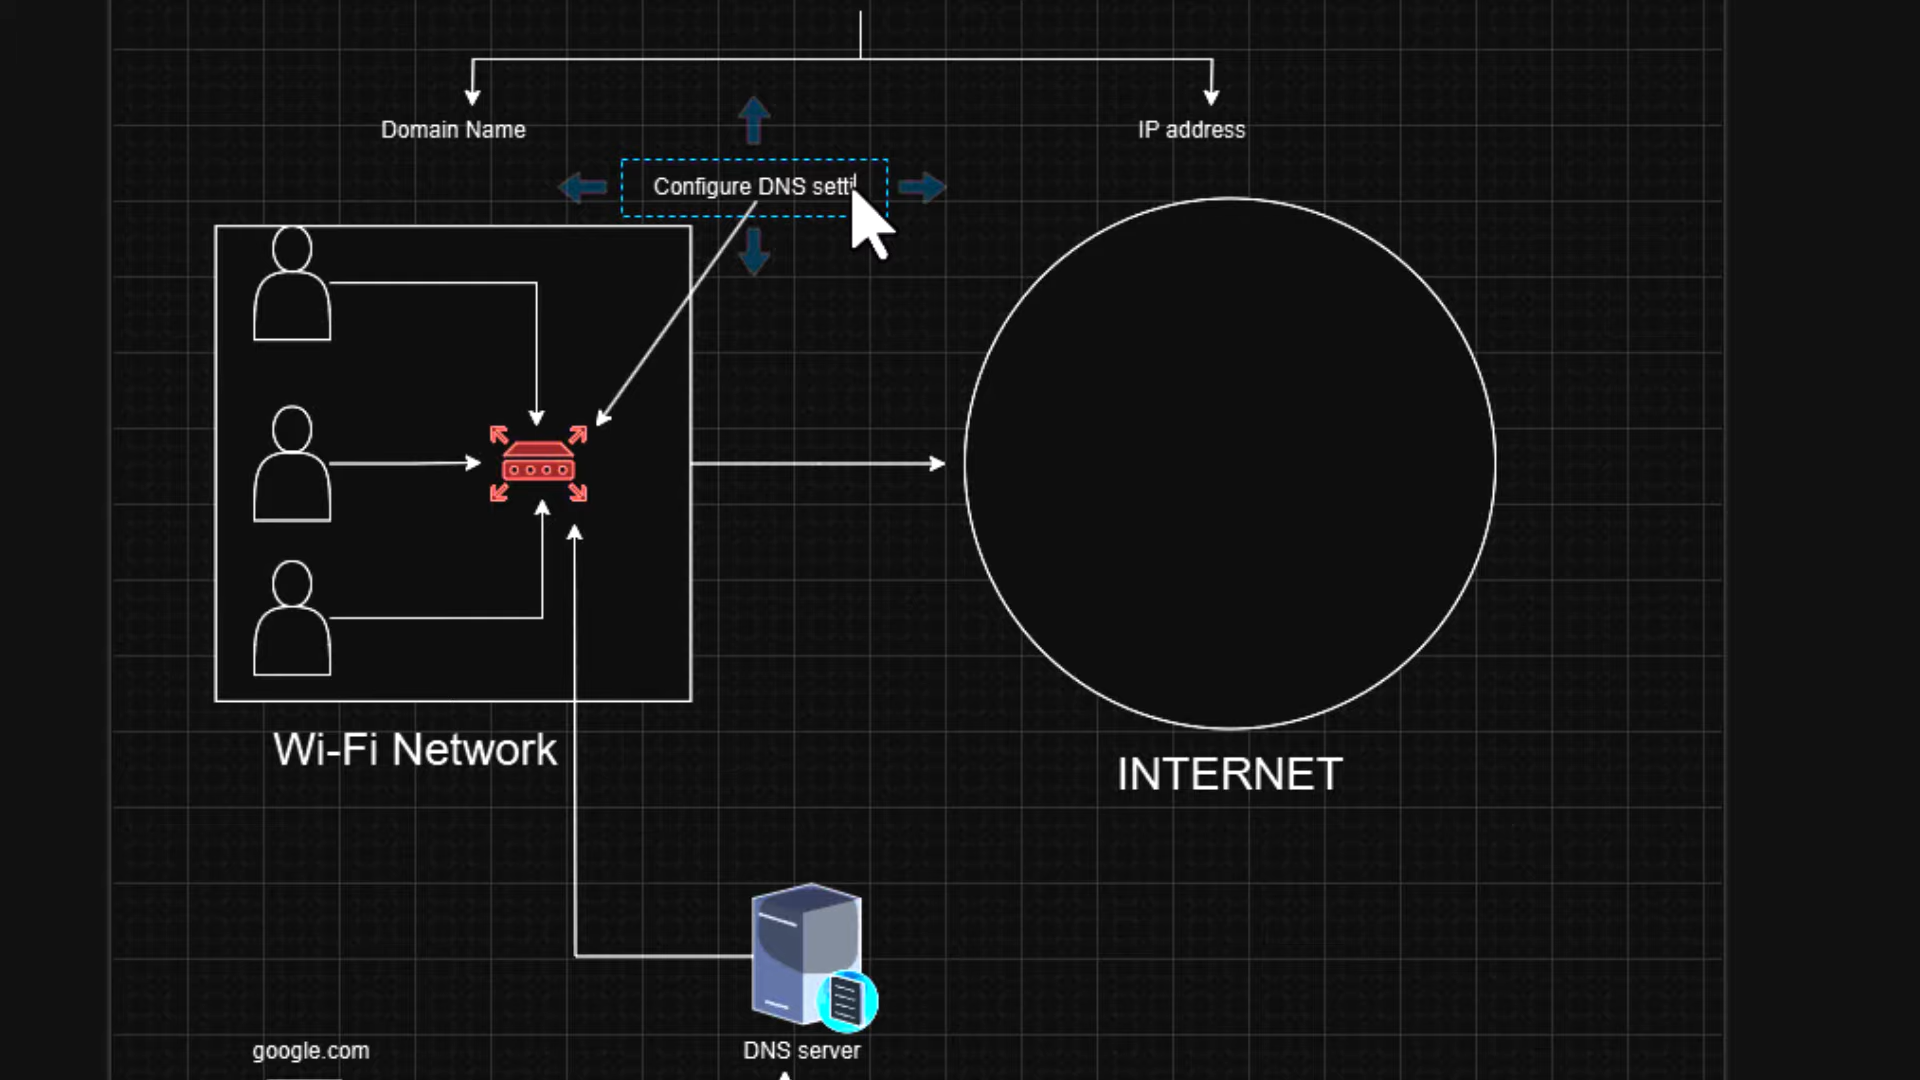 Domain Name
IP address
Configure DNS setti
Wi-Fi Network
INTERNET
google.com
DNS server